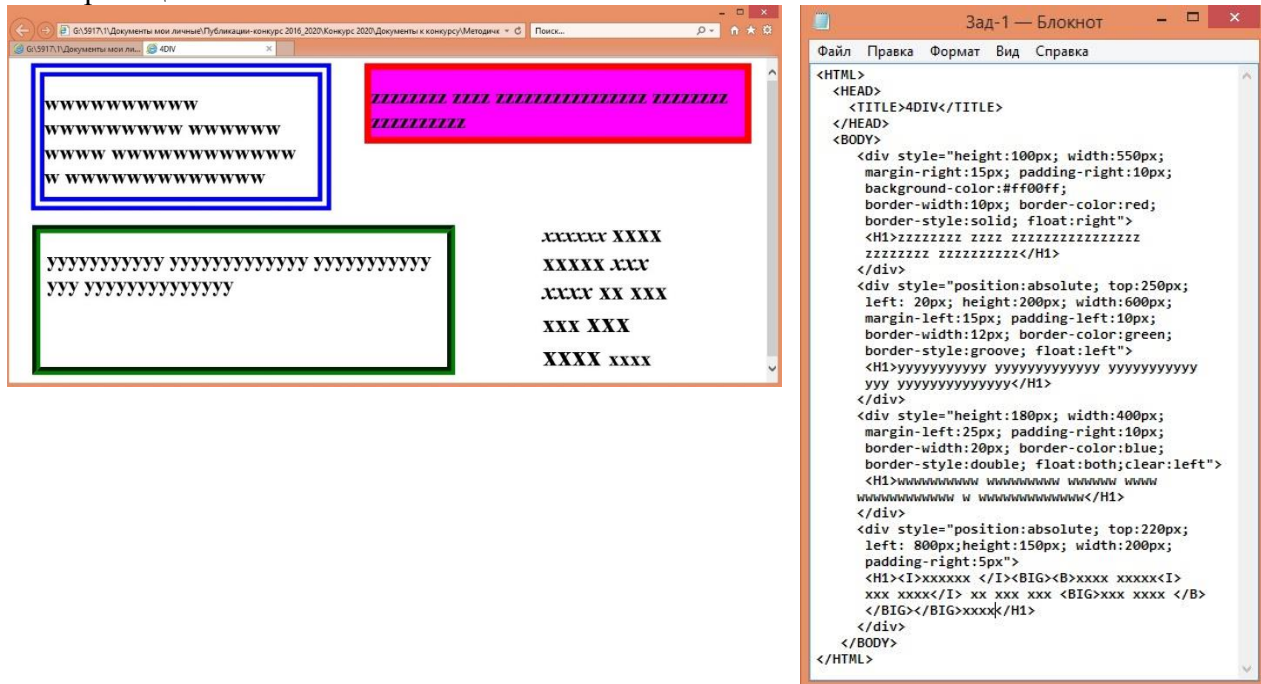 G:\5917\1\Документы мои личные\Публикации-конкурс 2016_2020\Конкурс 2020\Документы к конкурсу\Методичк
Поиск...
G:\5917\1\Документы мои ли...
4DIV
wwwwwwwwww
wwwwwwwww wwwwww
wwww wwwwwwwwwwww
w wwwwwwwwwwwww
zzzzzzzz zzzz zzzzzzzzzzzzzzzz zzzzzzzz
zzzzzzzzzz
yyyyyyyyyyy yyyyyyyyyyyyy yyyyyyyyyyy
yyy yyyyyyyyyyyyyy
xxxxxx xxxx
xxxxx xxx
xxxx xx xxx
xxx xxx
xxxx xxxx
Зад-1 — Блокнот
Файл Правка Формат Вид Справка
<HTML>
<HEAD>
<TITLE>4DIV</TITLE>
</HEAD>
<BODY>
<div style="height:100px; width:550px;
margin-right:15px; padding-right:10px;
background-color:#ff00ff;
border-width:10px; border-color:red;
border-style:solid; float:right">
<H1>zzzzzzzz zzzz zzzzzzzzzzzzzzzz
zzzzzzzz zzzzzzzzzz</H1>
</div>
<div style="position:absolute; top:250px;
left: 20px; height:200px; width:600px;
margin-left:15px; padding-left:10px;
border-width:12px; border-color:green;
border-style:groove; float:left">
<H1>yyyyyyyyyyy yyyyyyyyyyyyy yyyyyyyyyyy
yyy yyyyyyyyyyyyyy</H1>
</div>
<div style="height:180px; width:400px;
margin-left:25px; padding-right:10px;
border-width:20px; border-color:blue;
border-style:double; float:both;clear:left">
<H1>wwwwwwwwww wwwwwwwww wwwwww wwww
wwwwwwwwwwww w wwwwwwwwwwwww</H1>
</div>
<div style="position:absolute; top:220px;
left: 800px;height:150px; width:200px;
padding-right:5px">
<H1><I>xxxxxx </I><BIG><B>xxxx xxxxx<I>
xxx xxxx</I> xx xxx xxx <BIG>xxx xxxx </B>
</BIG></BIG>xxxx</H1>
</div>
</BODY>
</HTML>